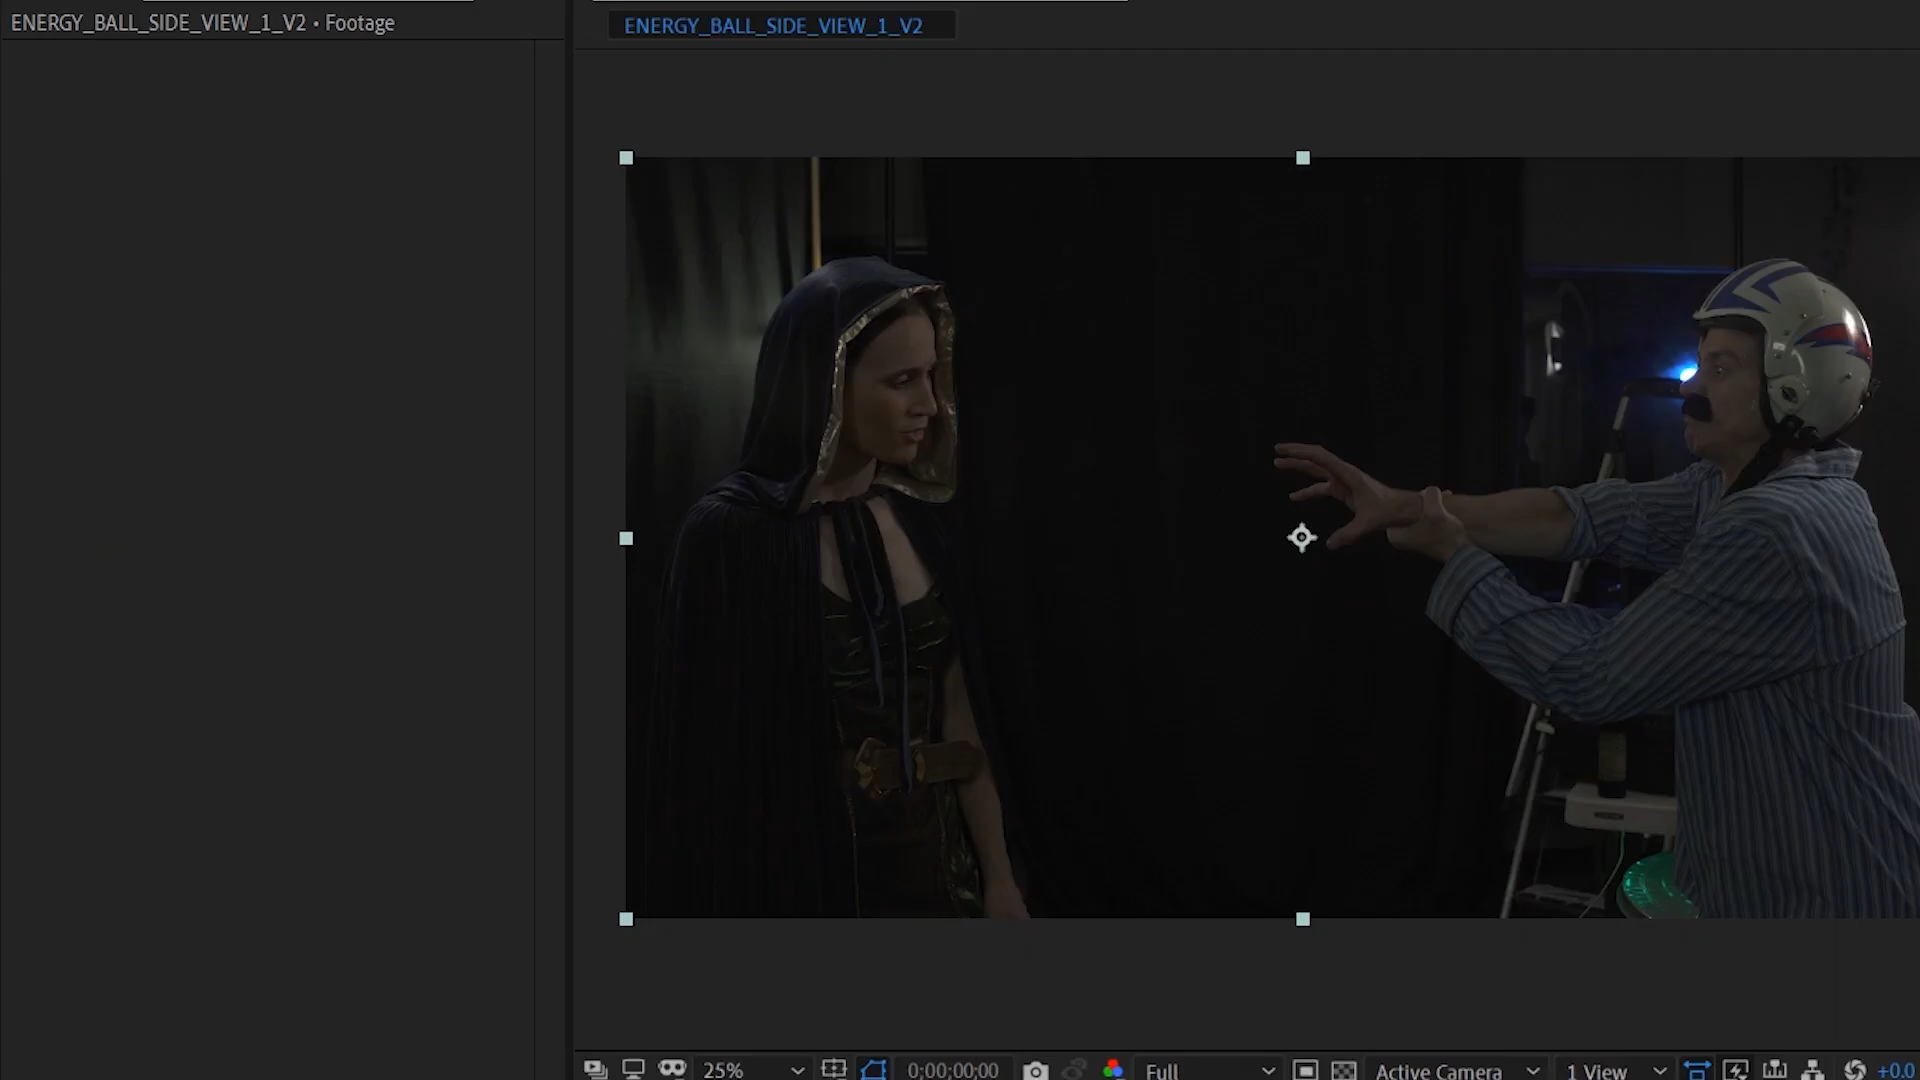 ENERGY_BALL_SIDE_VIEW_1_V2 • Footage
ENERGY_BALL_SIDE_VIEW_1_V2
25% 0;00;00;00 Full Active Camera 1 View +0.0